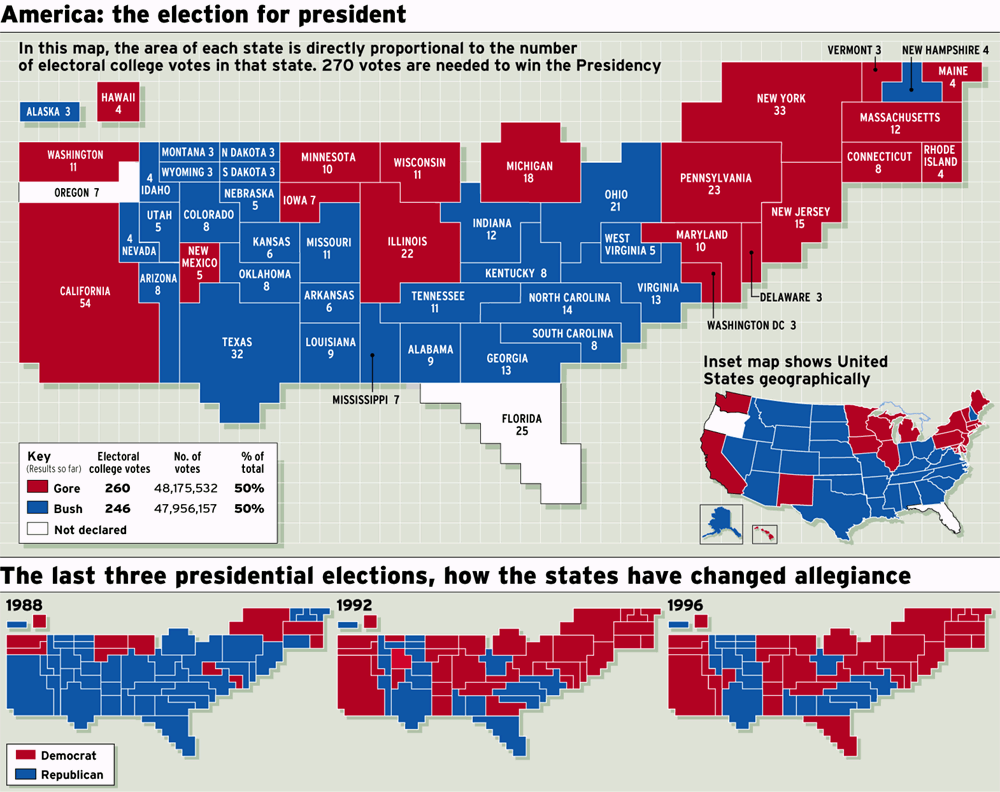 America: the election for president
In this map, the area of each state is directly proportional to the number
of electoral college votes in that state. 270 votes are needed to win the Presidency
VERMONT 3
NEW HAMPSHIRE 4
MAINE
4
ALASKA 3
HAWAII
4
NEW YORK
33
MASSACHUSETTS
12
CONNECTICUT
8
RHODE
ISLAND
4
WASHINGTON
11
OREGON 7
4
IDAHO
MONTANA 3
N DAKOTA 3
WYOMING 3
S DAKOTA 3
MINNESOTA
10
WISCONSIN
11
MICHIGAN
18
OHIO
21
PENNSYLVANIA
23
NEW JERSEY
15
NEBRASKA
5
IOWA 7
UTAH
5
COLORADO
8
4
NEVADA
KANSAS
6
MISSOURI
11
ILLINOIS
22
INDIANA
12
WEST
VIRGINIA 5
MARYLAND
10
CALIFORNIA
54
ARIZONA
8
NEW
MEXICO
5
OKLAHOMA
8
KENTUCKY 8
VIRGINIA
13
DELAWARE 3
WASHINGTON DC 3
ARKANSAS
6
TENNESSEE
11
NORTH CAROLINA
14
TEXAS
32
LOUISIANA
9
ALABAMA
9
SOUTH CAROLINA
8
GEORGIA
13
MISSISSIPPI 7
FLORIDA
25
Inset map shows United
States geographically
Key
(Results so far)
Electoral
college votes
No. of
votes
% of
total
Gore 260 48,175,532 50%
Bush 246 47,956,157 50%
Not declared
The last three presidential elections, how the states have changed allegiance
1988
1992
1996
Democrat
Republican